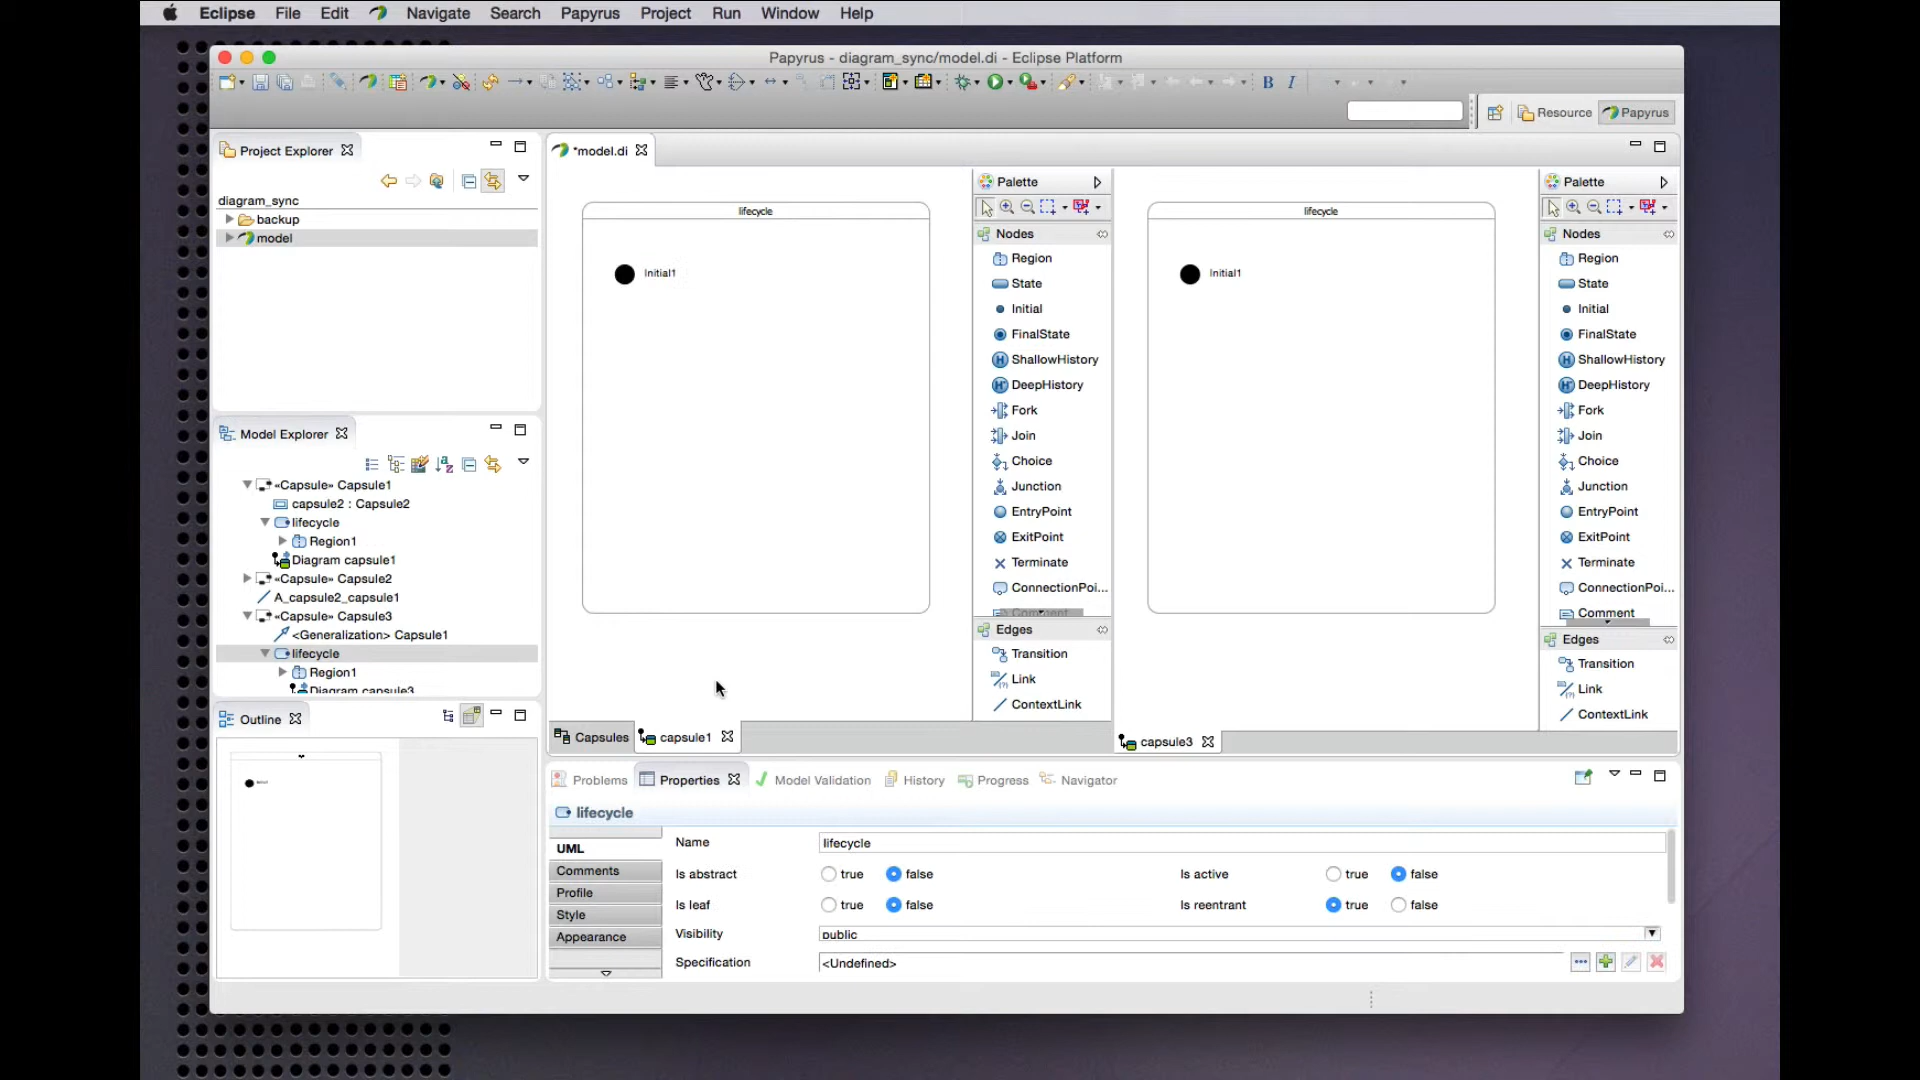 Eclipse File Edit Navigate Search Papyrus Project Run Window Help
Papyrus - diagram_sync/model.di - Eclipse Platform
B I
Resource
Papyrus
Project Explorer
diagram_sync
backup
model
*model.di
lifecycle
Initial1
Palette
Nodes
Region
State
Initial
FinalState
ShallowHistory
DeepHistory
Fork
Join
Choice
Junction
EntryPoint
ExitPoint
Terminate
ConnectionPoi...
Comment
Edges
Transition
Link
ContextLink
lifecycle
Initial1
Palette
Nodes
Region
State
Initial
FinalState
ShallowHistory
DeepHistory
Fork
Join
Choice
Junction
EntryPoint
ExitPoint
Terminate
ConnectionPoi...
Comment
Edges
Transition
Link
ContextLink
Model Explorer
«Capsule» Capsule1
capsule2 : Capsule2
lifecycle
Region1
Diagram capsule1
«Capsule» Capsule2
A_capsule2_capsule1
«Capsule» Capsule3
<Generalization> Capsule1
lifecycle
Region1
Diagram capsule3
Outline
Capsules
capsule1
capsule3
Problems
Properties
Model Validation
History
Progress
Navigator
lifecycle
UML
Comments
Profile
Style
Appearance
Name lifecycle
Is abstract true false Is active true false
Is leaf true false Is reentrant true false
Visibility public
Specification <Undefined>